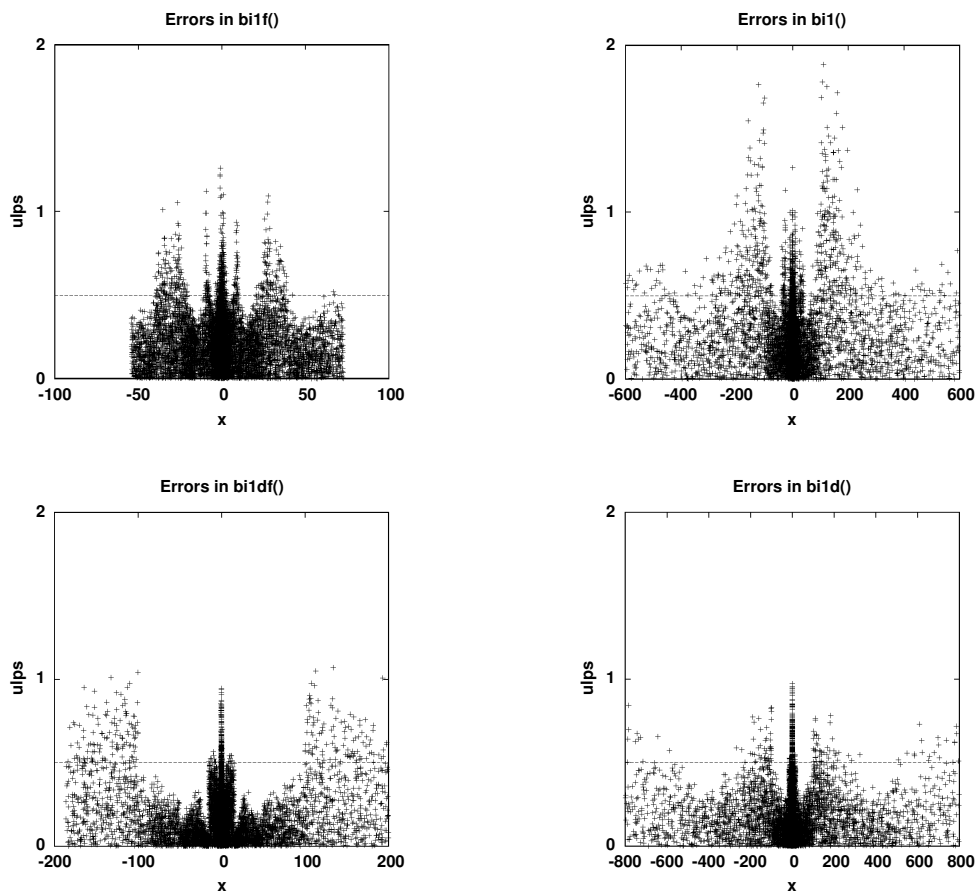 Errors in bi1f()
2
1
0
ulps
-100 -50 0 50 100
x
Errors in bi1()
2
1
0
ulps
-600 -400 -200 0 200 400 600
x
Errors in bi1df()
2
1
0
ulps
-200 -100 0 100 200
x
Errors in bi1d()
2
1
0
ulps
-800 -600 -400 -200 0 200 400 600 800
x